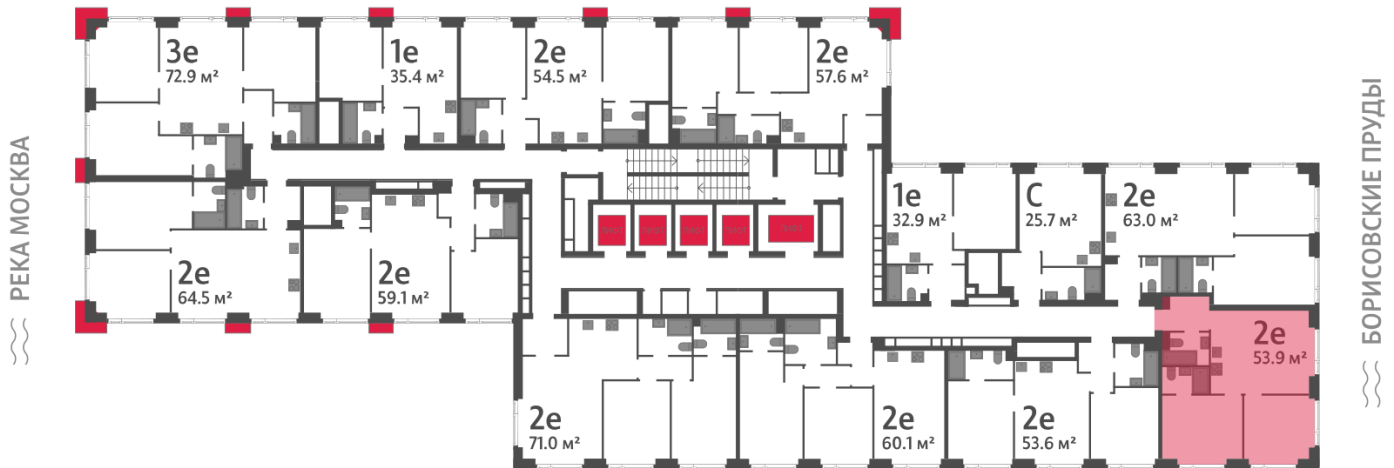 РЕКА МОСКВА
3е
72.9 м²
1е
35.4 м²
2е
54.5 м²
2е
57.6 м²
1е
32.9 м²
С
25.7 м²
2е
63.0 м²
2е
64.5 м²
2е
59.1 м²
2е
71.0 м²
2е
60.1 м²
2е
53.6 м²
2е
53.9 м²
БОРИСОВСКИЕ ПРУДЫ